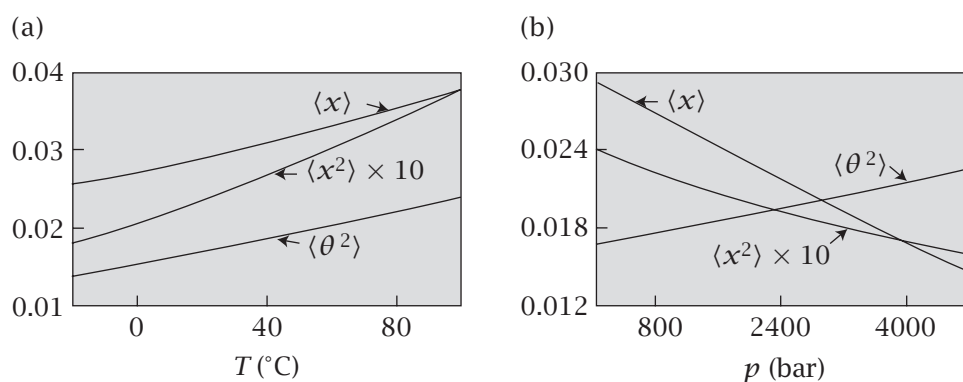 (a)
0.04
0.03
0.02
0.01
⟨x⟩
⟨x²⟩ × 10
⟨θ²⟩
0 40 80
T (°C)
(b)
0.030
0.024
0.018
0.012
⟨x⟩
⟨θ²⟩
⟨x²⟩ × 10
800 2400 4000
p (bar)